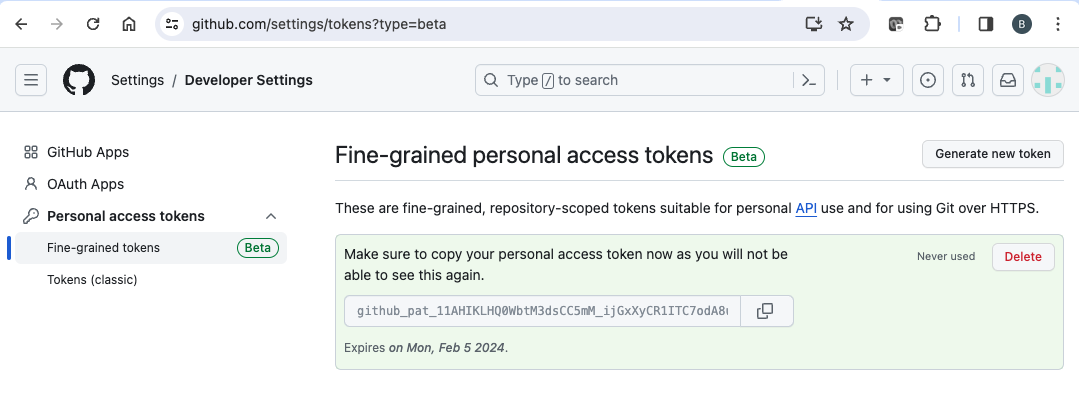 github.com/settings/tokens?type=beta
B
Settings / Developer Settings
Type / to search
GitHub Apps
OAuth Apps
Personal access tokens
Fine-grained tokens Beta
Tokens (classic)
Fine-grained personal access tokens Beta
Generate new token
These are fine-grained, repository-scoped tokens suitable for personal API use and for using Git over HTTPS.
Make sure to copy your personal access token now as you will not be
able to see this again.
Never used
Delete
github_pat_11AHIKLHQ0WbtM3dsCC5mM_ijGxXyCR1ITC7odA8
Expires on Mon, Feb 5 2024.